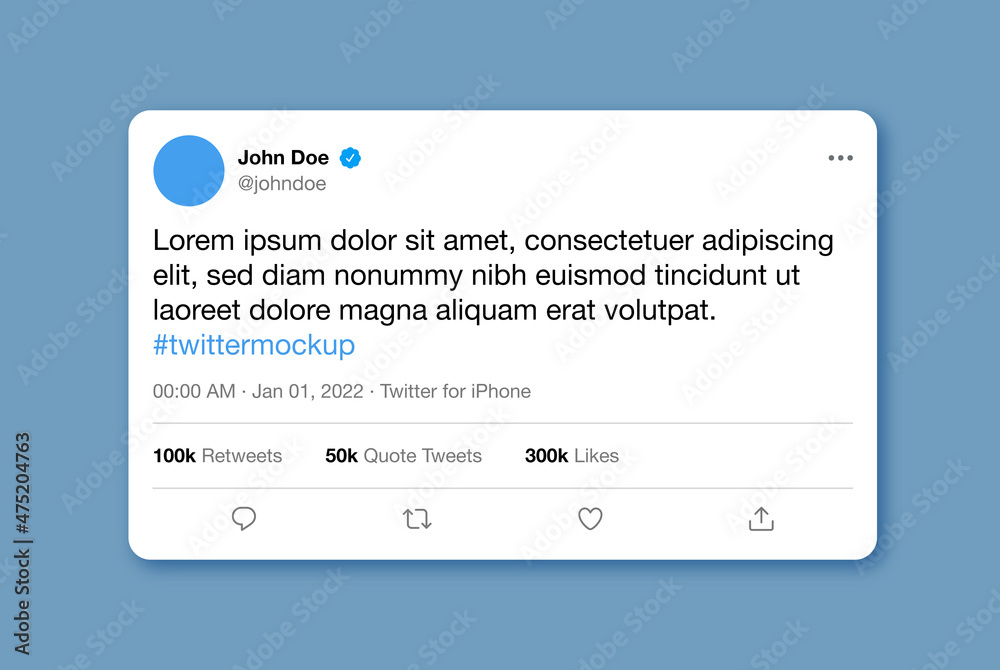 John Doe
@johndoe
Lorem ipsum dolor sit amet, consectetuer adipiscing
elit, sed diam nonummy nibh euismod tincidunt ut
laoreet dolore magna aliquam erat volutpat.
#twittermockup
00:00 AM · Jan 01, 2022 · Twitter for iPhone
100k Retweets 50k Quote Tweets 300k Likes
Adobe Stock | #475204763
Adobe Stock